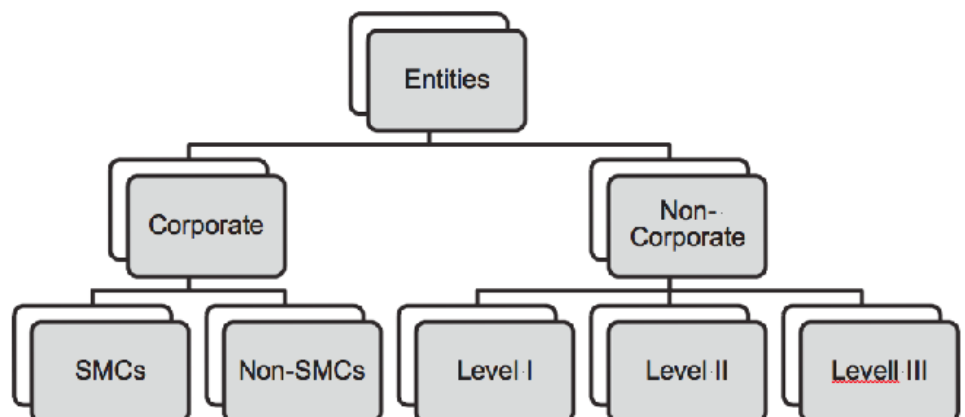 Entities
Corporate
Non-
Corporate
SMCs
Non-SMCs
Level I
Level II
Levell III